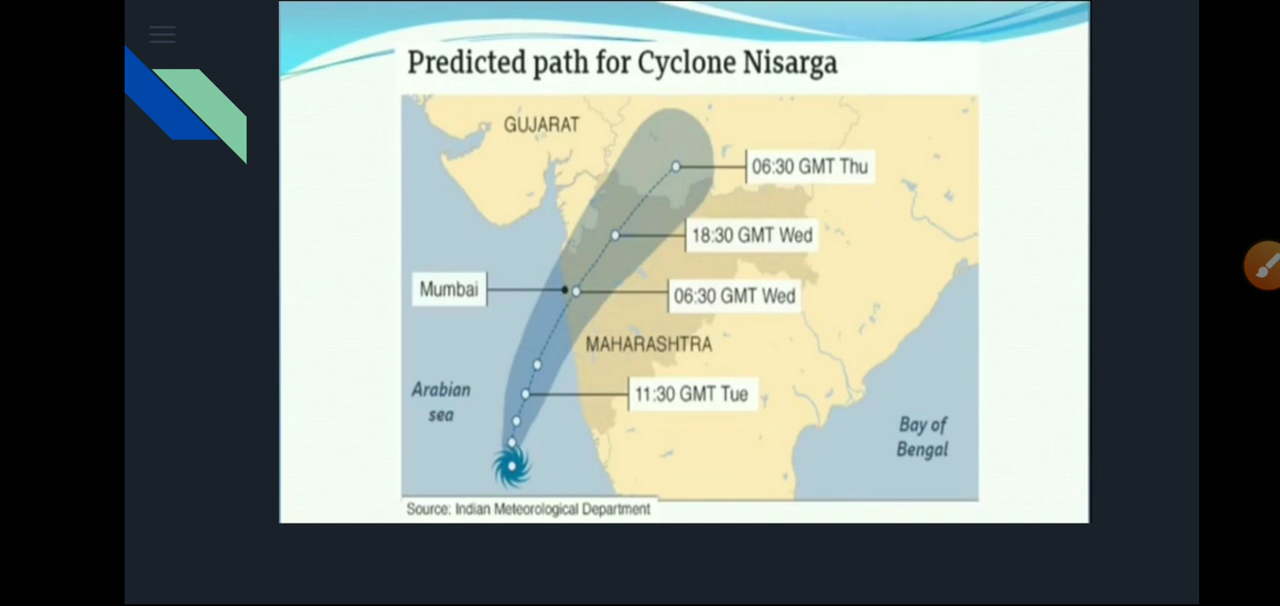 Predicted path for Cyclone Nisarga
GUJARAT
06:30 GMT Thu
18:30 GMT Wed
Mumbai
06:30 GMT Wed
MAHARASHTRA
Arabian
sea
11:30 GMT Tue
Bay of
Bengal
Source: Indian Meteorological Department